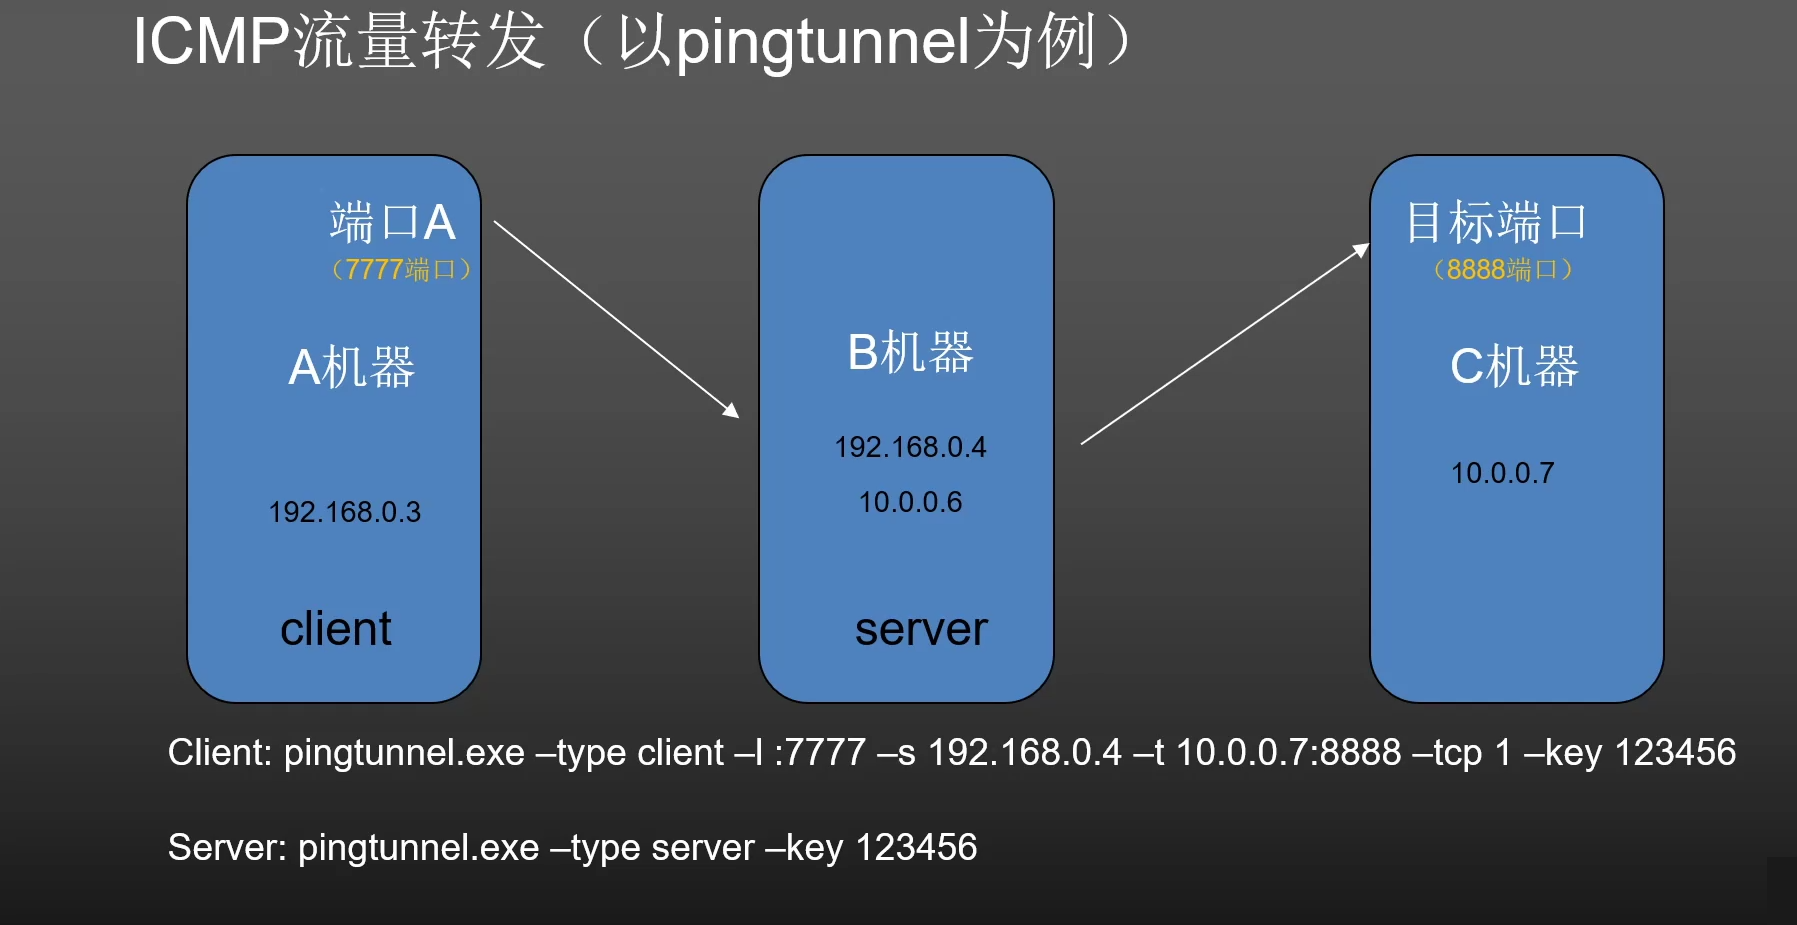 ICMP流量转发（以pingtunnel为例）
端口A
（7777端口）
A机器
192.168.0.3
client
B机器
192.168.0.4
10.0.0.6
server
目标端口
（8888端口）
C机器
10.0.0.7
Client: pingtunnel.exe –type client –l :7777 –s 192.168.0.4 –t 10.0.0.7:8888 –tcp 1 –key 123456
Server: pingtunnel.exe –type server –key 123456